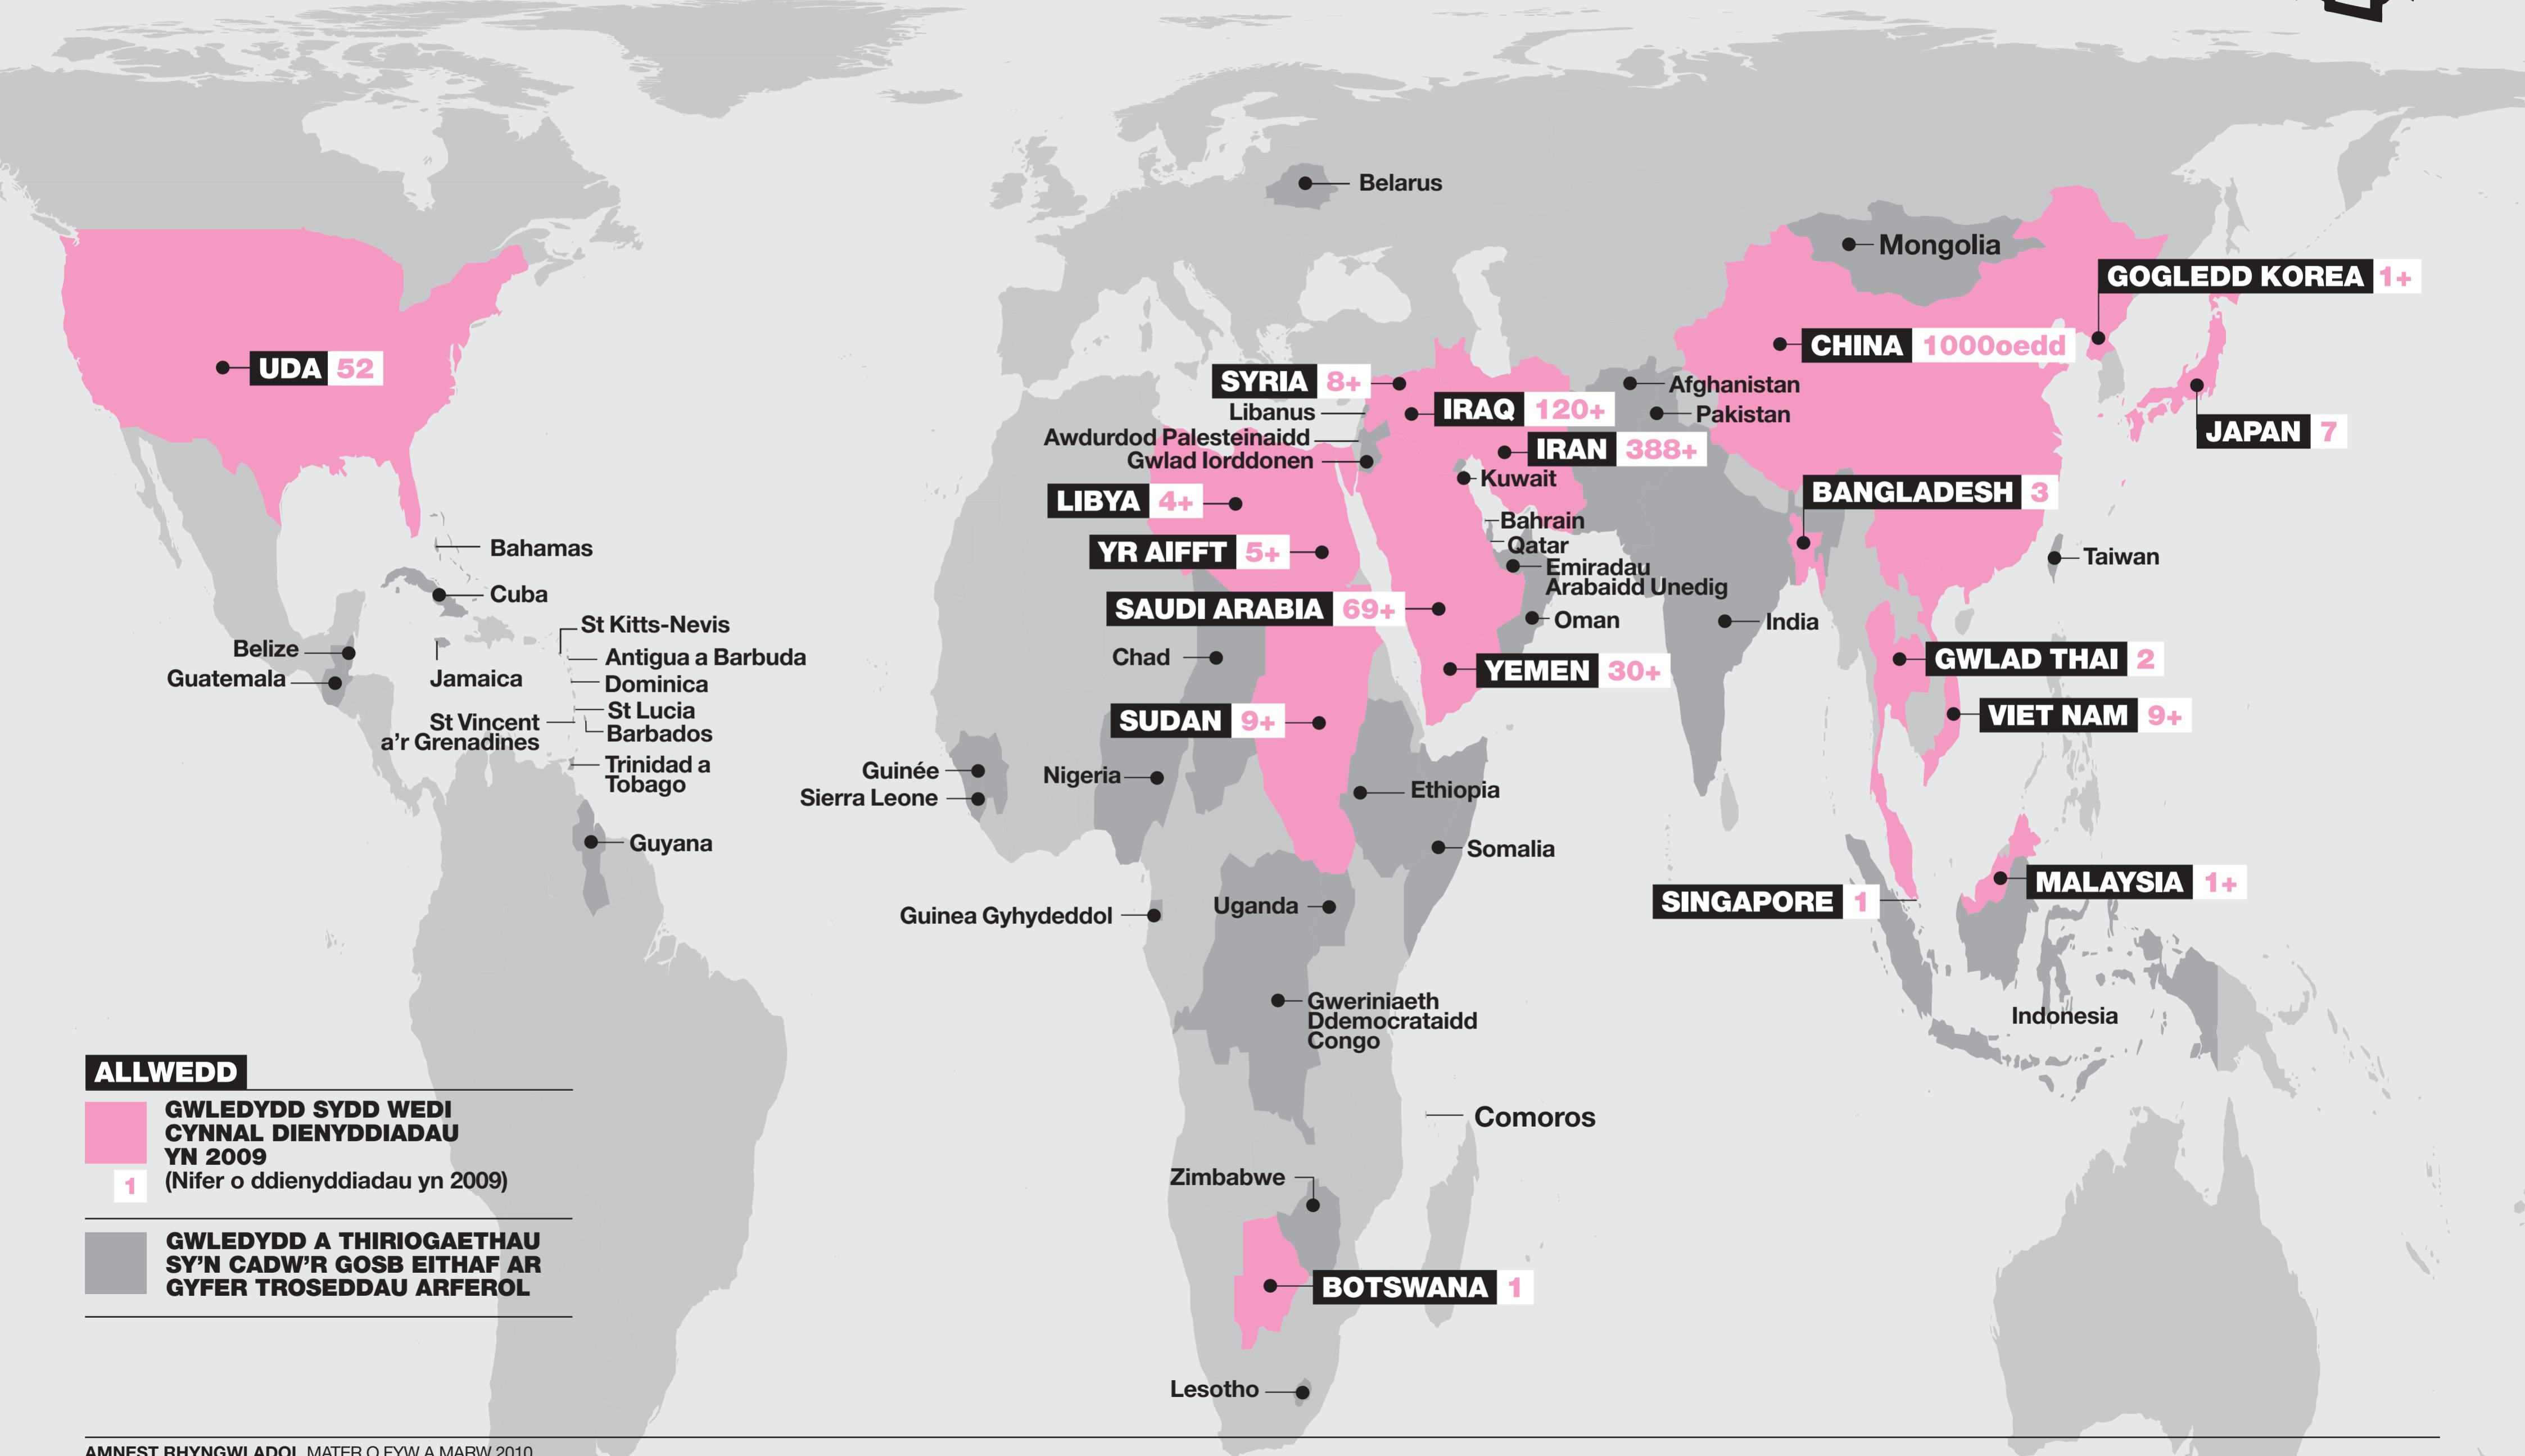 Belarus
Mongolia
GOGLEDD KOREA 1+
CHINA 1000oedd
UDA 52
SYRIA 8+
Afghanistan
Libanus
IRAQ 120+
Pakistan
JAPAN 7
Awdurdod Palesteinaidd
IRAN 388+
Gwlad Iorddonen
Kuwait
LIBYA 4+
BANGLADESH 3
Bahrain
Bahamas
YR AIFFT 5+
Qatar
Taiwan
Emiradau
Arabaidd Unedig
Cuba
SAUDI ARABIA 69+
Oman
India
St Kitts-Nevis
Belize
Antigua a Barbuda
Chad
GWLAD THAI 2
Guatemala
Jamaica
Dominica
YEMEN 30+
St Lucia
St Vincent
a'r Grenadines
Barbados
SUDAN 9+
VIET NAM 9+
Trinidad a
Tobago
Guinée
Nigeria
Sierra Leone
Ethiopia
Guyana
Somalia
MALAYSIA 1+
SINGAPORE 1
Guinea Gyhydeddol
Uganda
Gweriniaeth
Ddemocrataidd
Congo
Indonesia
Comoros
Zimbabwe
BOTSWANA 1
Lesotho
ALLWEDD
GWLEDYDD SYDD WEDI
CYNNAL DIENYDDIADAU
YN 2009
1 (Nifer o ddienyddiadau yn 2009)
GWLEDYDD A THIRIOGAETHAU
SY'N CADW'R GOSB EITHAF AR
GYFER TROSEDDAU ARFEROL
AMNEST RHYNGWLADOL MATER O FYW A MARW 2010